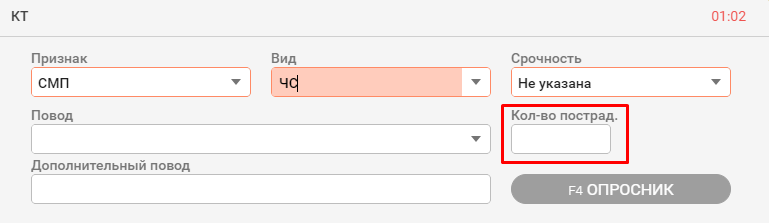 КТ 01:02
Признак Вид Срочность
СМП ЧС Не указана
Повод Кол-во пострад.
Дополнительный повод
F4 ОПРОСНИК